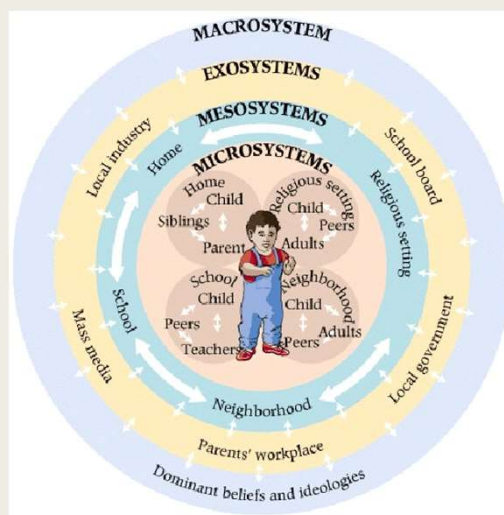 MACROSYSTEM
EXOSYSTEMS
MESOSYSTEMS
MICROSYSTEMS
Local industry
School board
Home
Religious setting
Home
Child
Siblings
Parent
Religious setting
Child
Peers
Adults
School
Child
Peers
Teachers
Neighborhood
Child
Adults
Peers
School
Neighborhood
Mass media
Local government
Parents' workplace
Dominant beliefs and ideologies